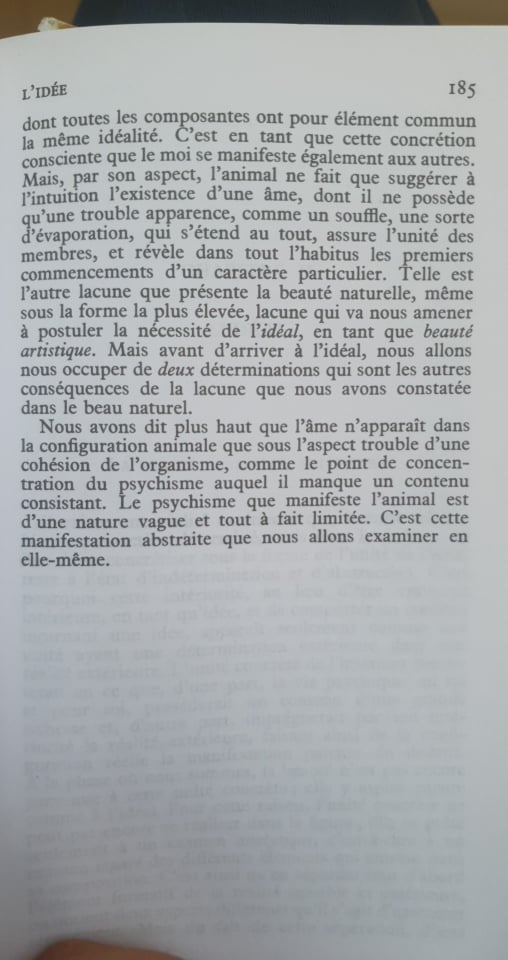 L'IDÉE 185
dont toutes les composantes ont pour élément commun
la même idéalité. C'est en tant que cette concrétion
consciente que le moi se manifeste également aux autres.
Mais, par son aspect, l'animal ne fait que suggérer à
l'intuition l'existence d'une âme, dont il ne possède
qu'une trouble apparence, comme un souffle, une sorte
d'évaporation, qui s'étend au tout, assure l'unité des
membres, et révèle dans tout l'habitus les premiers
commencements d'un caractère particulier. Telle est
l'autre lacune que présente la beauté naturelle, même
sous la forme la plus élevée, lacune qui va nous amener
à postuler la nécessité de l'idéal, en tant que beauté
artistique. Mais avant d'arriver à l'idéal, nous allons
nous occuper de deux déterminations qui sont les autres
conséquences de la lacune que nous avons constatée
dans le beau naturel.
Nous avons dit plus haut que l'âme n'apparaît dans
la configuration animale que sous l'aspect trouble d'une
cohésion de l'organisme, comme le point de concen-
tration du psychisme auquel il manque un contenu
consistant. Le psychisme que manifeste l'animal est
d'une nature vague et tout à fait limitée. C'est cette
manifestation abstraite que nous allons examiner en
elle-même.